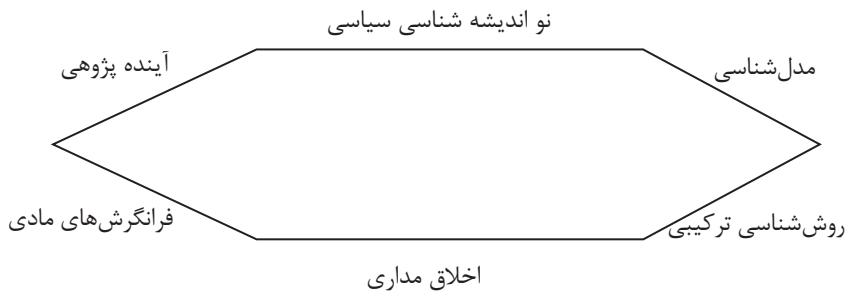 نو اندیشه شناسی سیاسی
مدل‌شناسی
آینده پژوهی
روش‌شناسی ترکیبی
فرانگرش‌های مادی
اخلاق مداری